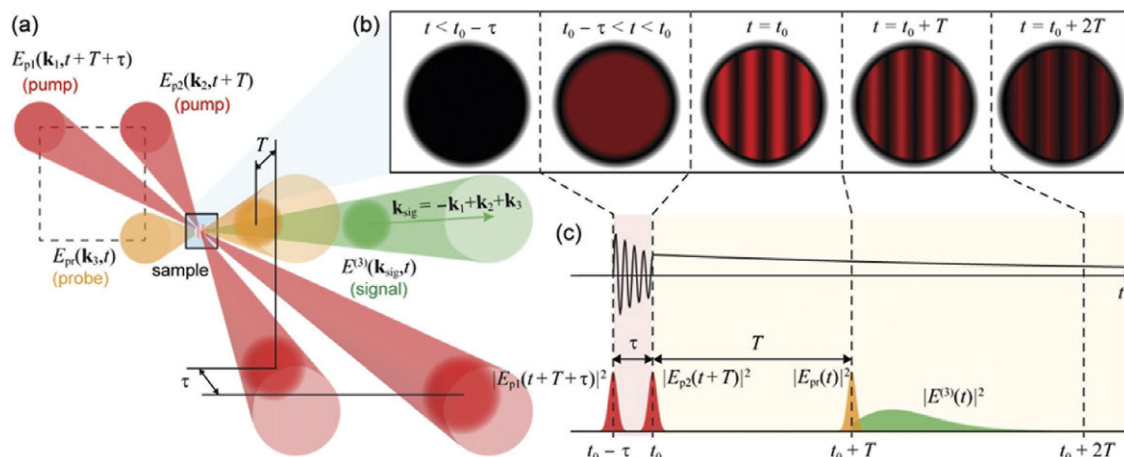 (a)
E_p1(k_1,t+T+τ)
(pump)
E_p2(k_2,t+T)
(pump)
T
k_sig = −k_1+k_2+k_3
E_pr(k_3,t)
(probe)
sample
E^(3)(k_sig,t)
(signal)
τ
(b)
t < t_0 − τ
t_0 − τ < t < t_0
t = t_0
t = t_0 + T
t = t_0 + 2T
(c)
t
τ
T
|E_p1(t+T+τ)|^2
|E_p2(t+T)|^2
|E_pr(t)|^2
|E^(3)(t)|^2
t_0 − τ
t_0
t_0 + T
t_0 + 2T